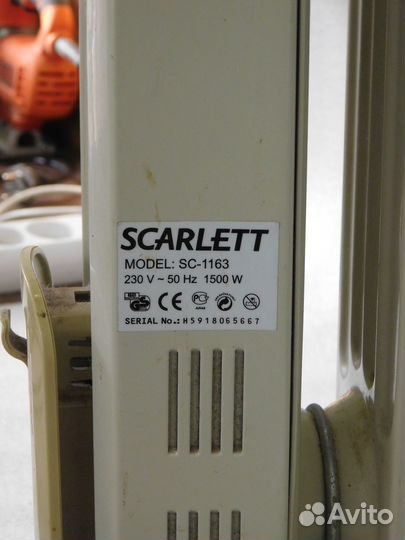 SCARLETT
MODEL: SC-1163
230 V ~ 50 Hz 1500 W
SERIAL No.: H5918065667
Avito